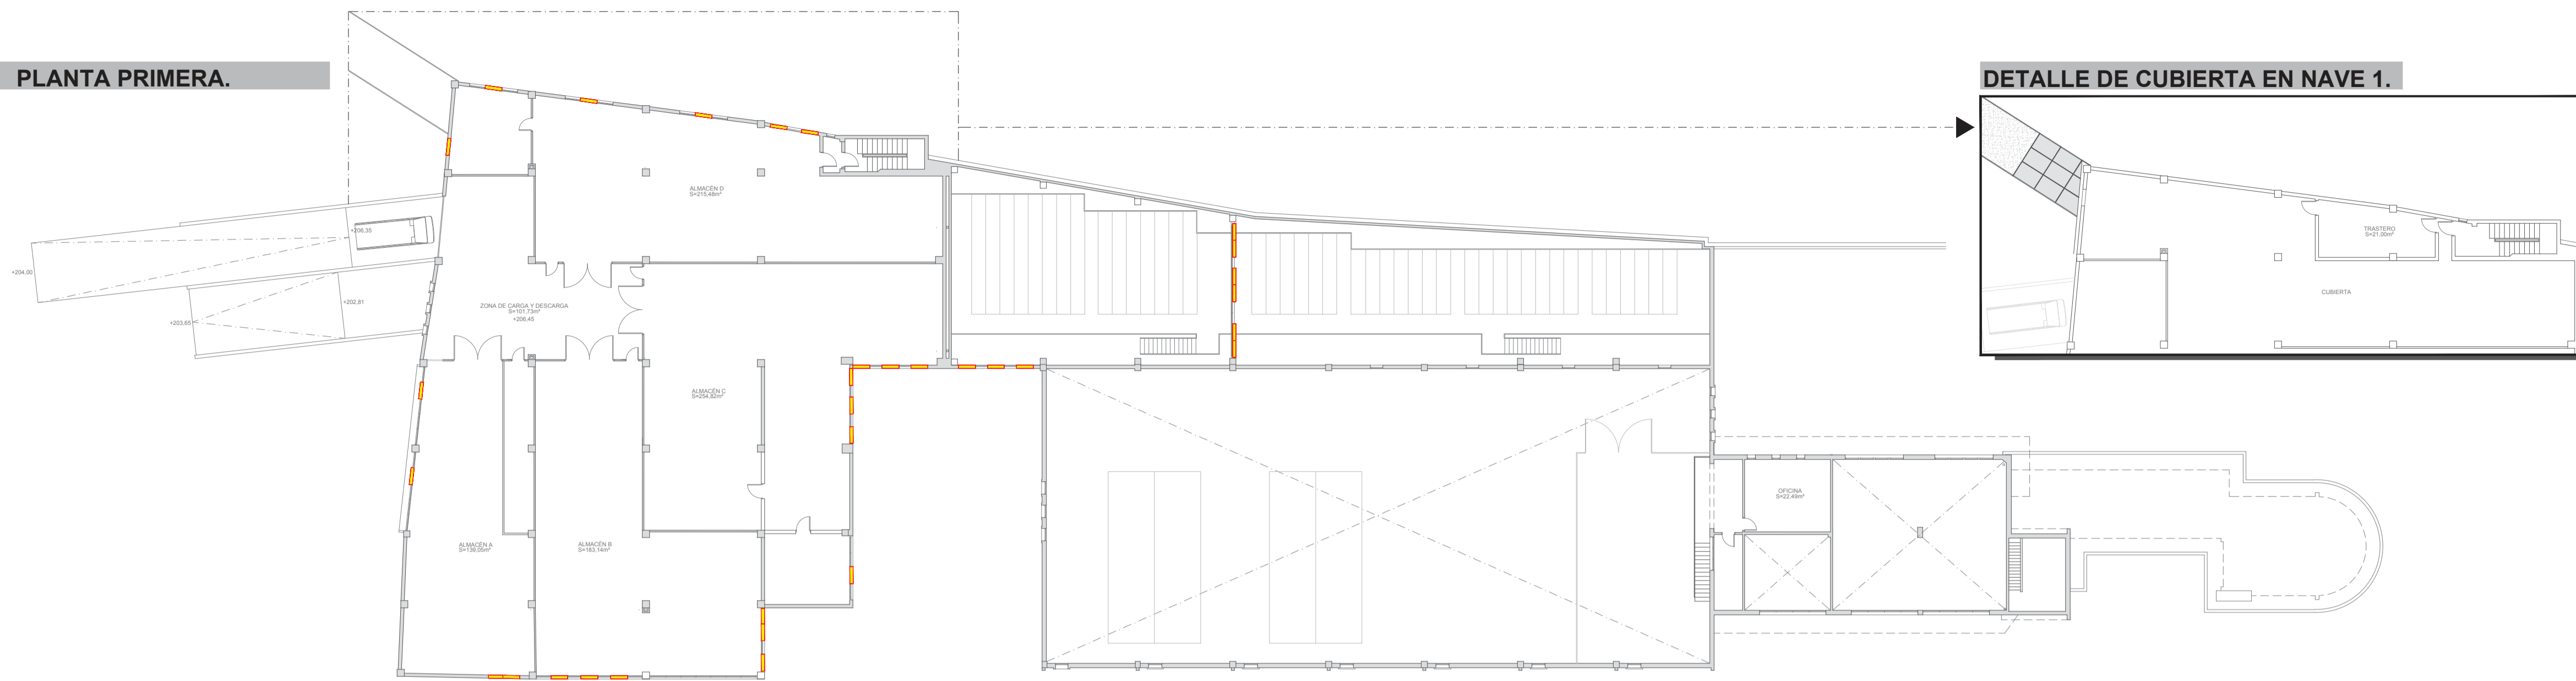 PLANTA PRIMERA.
DETALLE DE CUBIERTA EN NAVE 1.
ALMACÉN D
S=215,48m²
TRASTERO
S=21,00m²
+206,35
+204,00
CUBIERTA
+202,81
ZONA DE CARGA Y DESCARGA
S=101,73m²
+206,45
+203,65
ALMACÉN C
S=254,82m²
OFICINA
S=22,49m²
ALMACÉN A
S=139,05m²
ALMACÉN B
S=183,14m²